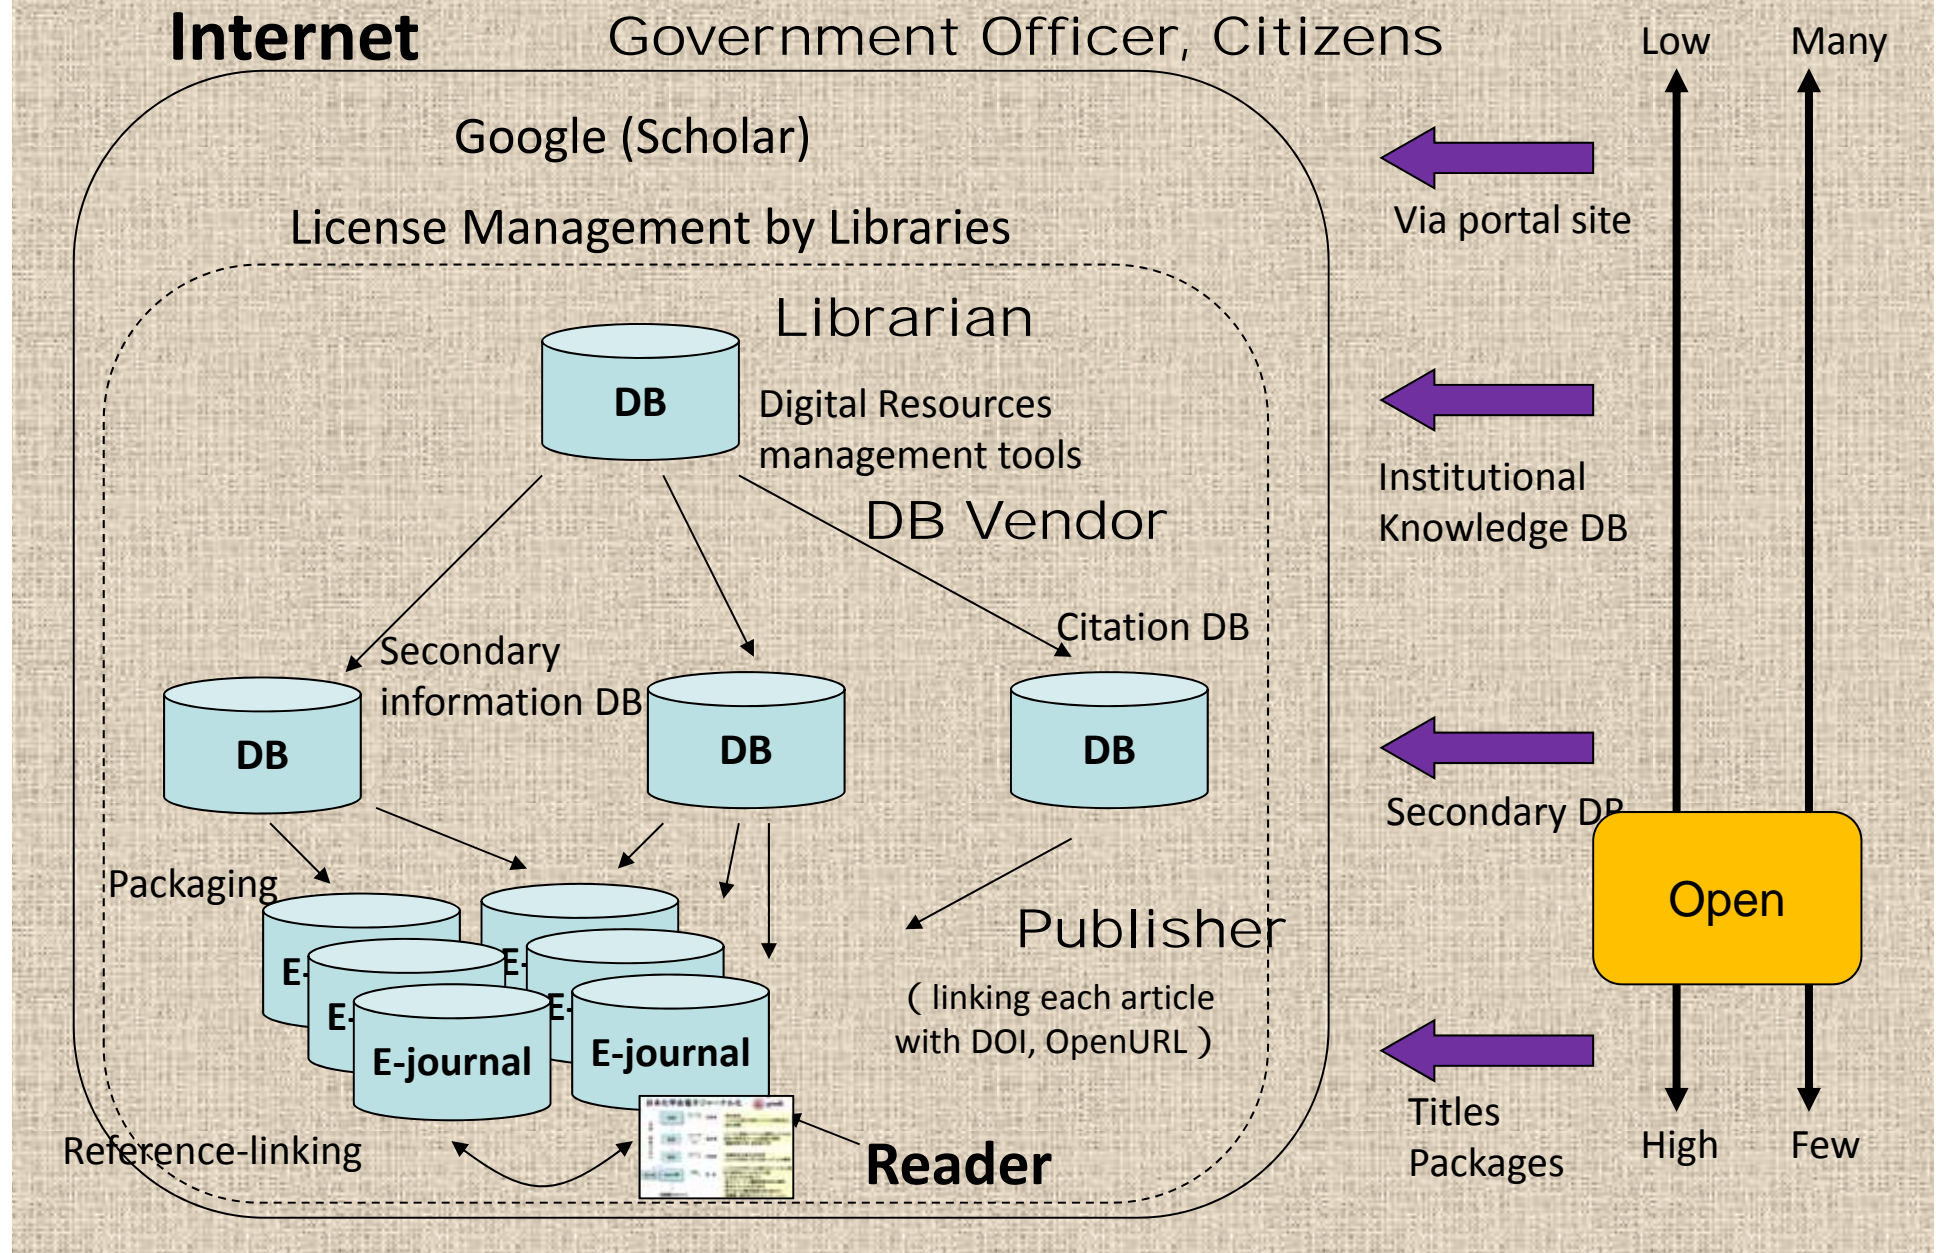 Internet
Government Officer, Citizens
Low
Many
Google (Scholar)
Via portal site
License Management by Libraries
Librarian
DB
Digital Resources
management tools
Institutional
Knowledge DB
DB Vendor
Citation DB
Secondary
information DB
DB
DB
DB
Secondary DB
Packaging
Open
Publisher
E-
E-
E-
E-
E-journal
E-journal
( linking each article
with DOI, OpenURL )
Titles
Packages
Reference-linking
Reader
High
Few